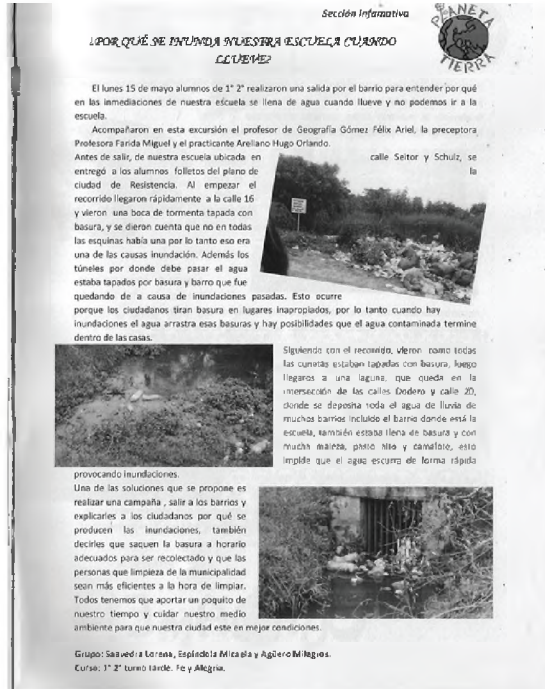 Sección Infamativa
PLANETA
TIERRA
¿POR QUÉ SE INUNDA NUESTRA ESCUELA CUANDO
LLUEVE?
El lunes 15 de mayo alumnos de 1° 2° realizaron una salida por el barrio para entender por qué
en las inmediaciones de nuestra escuela se llena de agua cuando llueve y no podemos ir a la
escuela.
Acompañaron en esta excursión el profesor de Geografía Gómez Félix Ariel, la preceptora
Profesora Farida Miguel y el practicante Arellano Hugo Orlando.
Antes de salir, de nuestra escuela ubicada en calle Seitor y Schulz, se
entregó a los alumnos folletos del plano de la
ciudad de Resistencia. Al empezar el
recorrido llegaron rápidamente a la calle 16
y vieron una boca de tormenta tapada con
basura, y se dieron cuenta que no en todas
las esquinas había una por lo tanto eso era
una de las causas inundación. Además los
túneles por donde debe pasar el agua
estaba tapados por basura y barro que fue
quedando de a causa de inundaciones pasadas. Esto ocurre
porque los ciudadanos tiran basura en lugares inapropiados, por lo tanto cuando hay
inundaciones el agua arrastra esas basuras y hay posibilidades que el agua contaminada termine
dentro de las casas.
Siguiendo con el recorrido, vieron como todas
las cunetas estaban tapadas con basura, luego
llegaros a una laguna, que queda en la
intersección de las calles Dodero y calle 20,
donde se deposita toda el agua de lluvia de
muchos barrios incluido el barrio donde está la
escuela, también estaba llena de basura y con
mucha maleza, pasto alto y camalote, esto
impide que el agua escurra de forma rápida
provocando inundaciones.
Una de las soluciones que se propone es
realizar una campaña , salir a los barrios y
explicarles a los ciudadanos por qué se
producen las inundaciones, también
decirles que saquen la basura a horario
adecuados para ser recolectado y que las
personas que limpieza de la municipalidad
sean más eficientes a la hora de limpiar.
Todos tenemos que aportar un poquito de
nuestro tiempo y cuidar nuestro medio
ambiente para que nuestra ciudad este en mejor condiciones.
Grupo: Saavedra Lorena, Espíndola Micaela y Agüero Milagros.
Curso: 1° 2° turno tarde. Fe y Alegría.